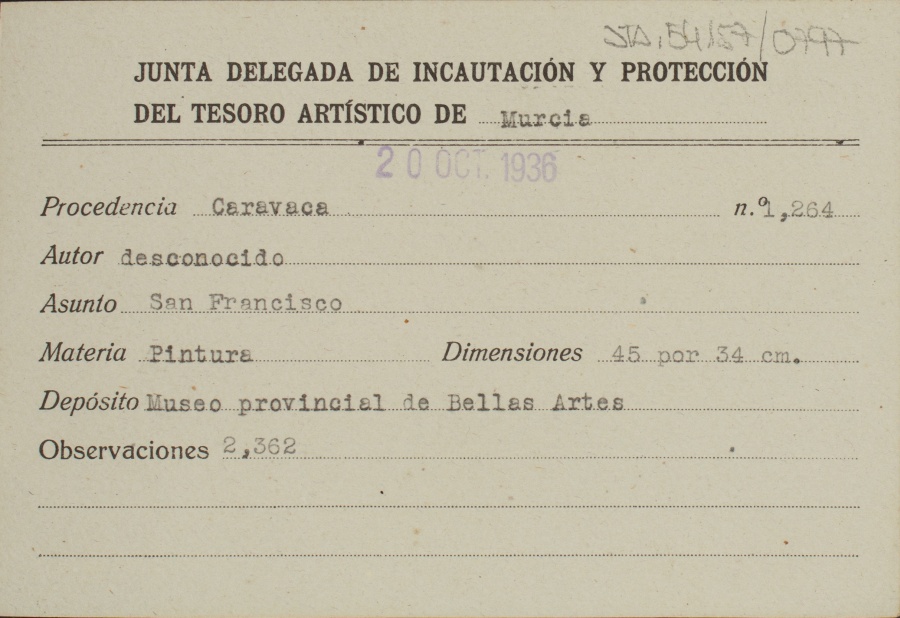 STA.54/57/0797
JUNTA DELEGADA DE INCAUTACIÓN Y PROTECCIÓN
DEL TESORO ARTÍSTICO DE Murcia
20 OCT. 1936
Procedencia Caravaca n.º 1,264
Autor desconocido
Asunto San Francisco
Materia Pintura Dimensiones 45 por 34 cm.
Depósito Museo provincial de Bellas Artes
Observaciones 2,362